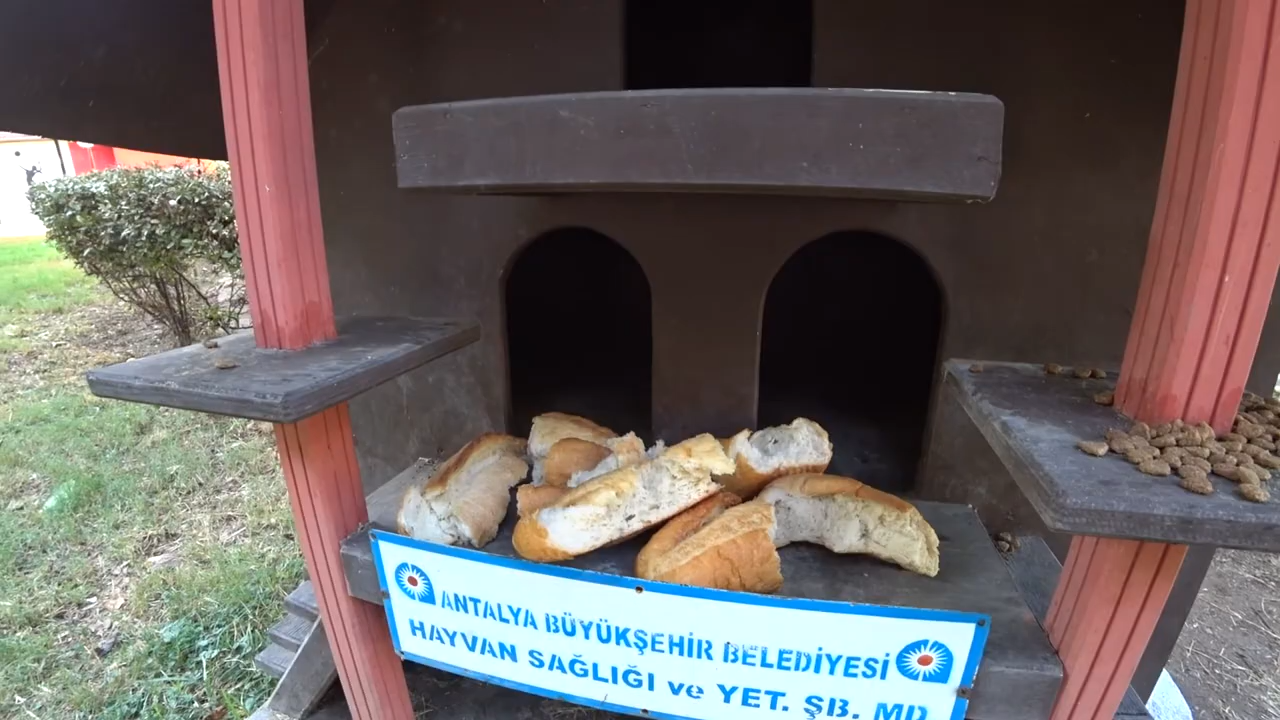 ANTALYA BÜYÜKŞEHİR BELEDİYESİ
HAYVAN SAĞLIĞI ve YET. ŞB. MD